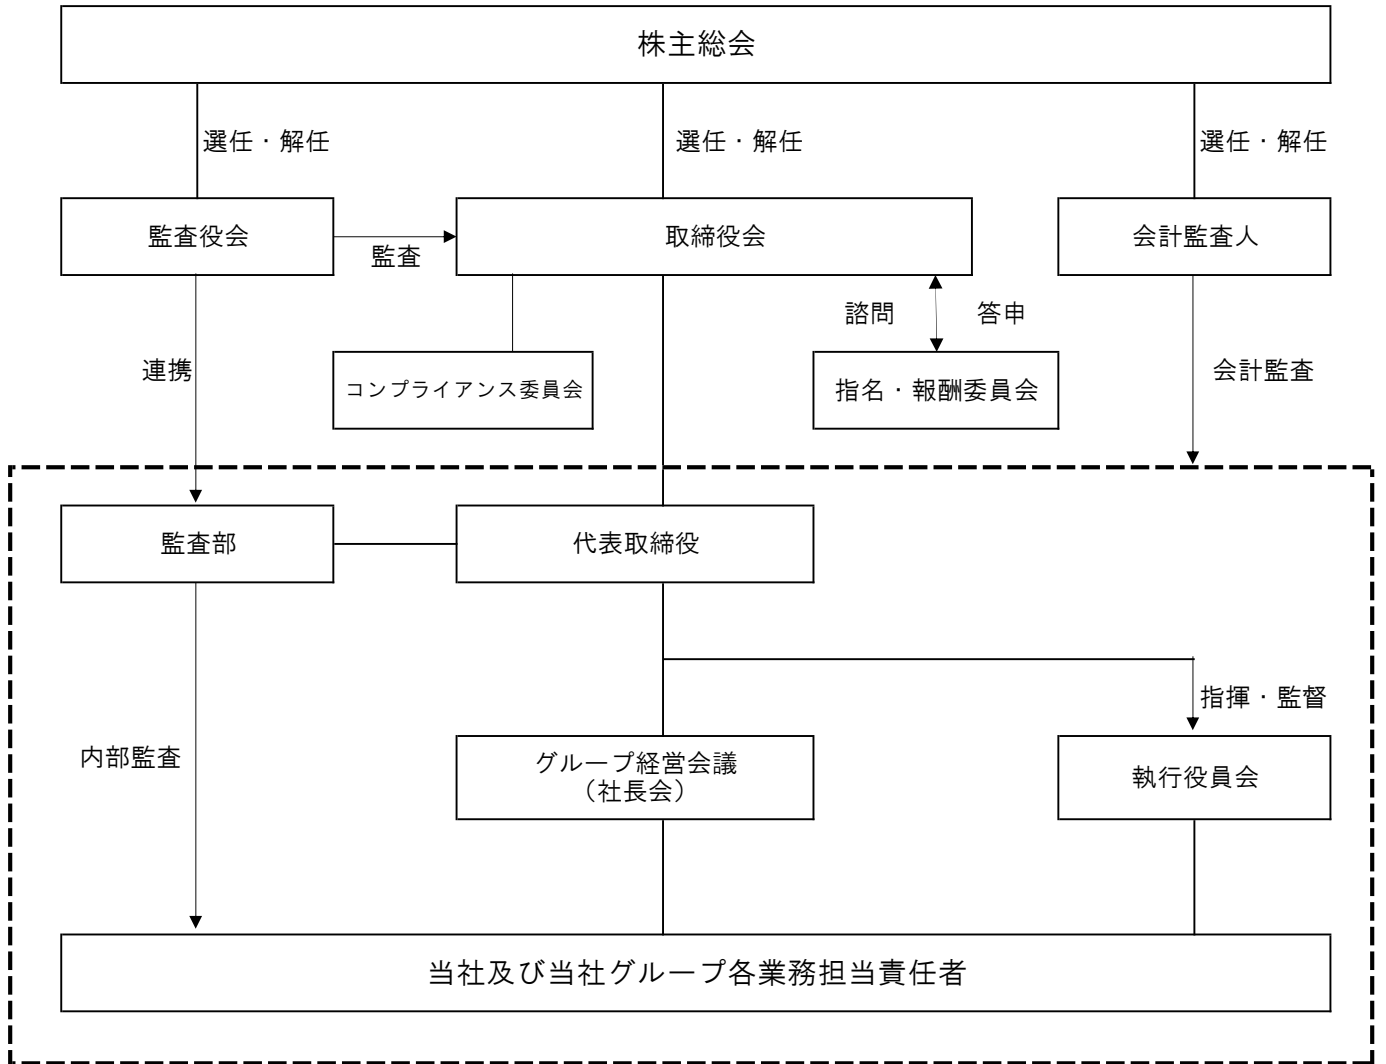 株主総会
選任・解任
選任・解任
選任・解任
監査役会
監査
取締役会
会計監査人
諮問
答申
連携
コンプライアンス委員会
指名・報酬委員会
会計監査
監査部
代表取締役
指揮・監督
内部監査
グループ経営会議
（社長会）
執行役員会
当社及び当社グループ各業務担当責任者